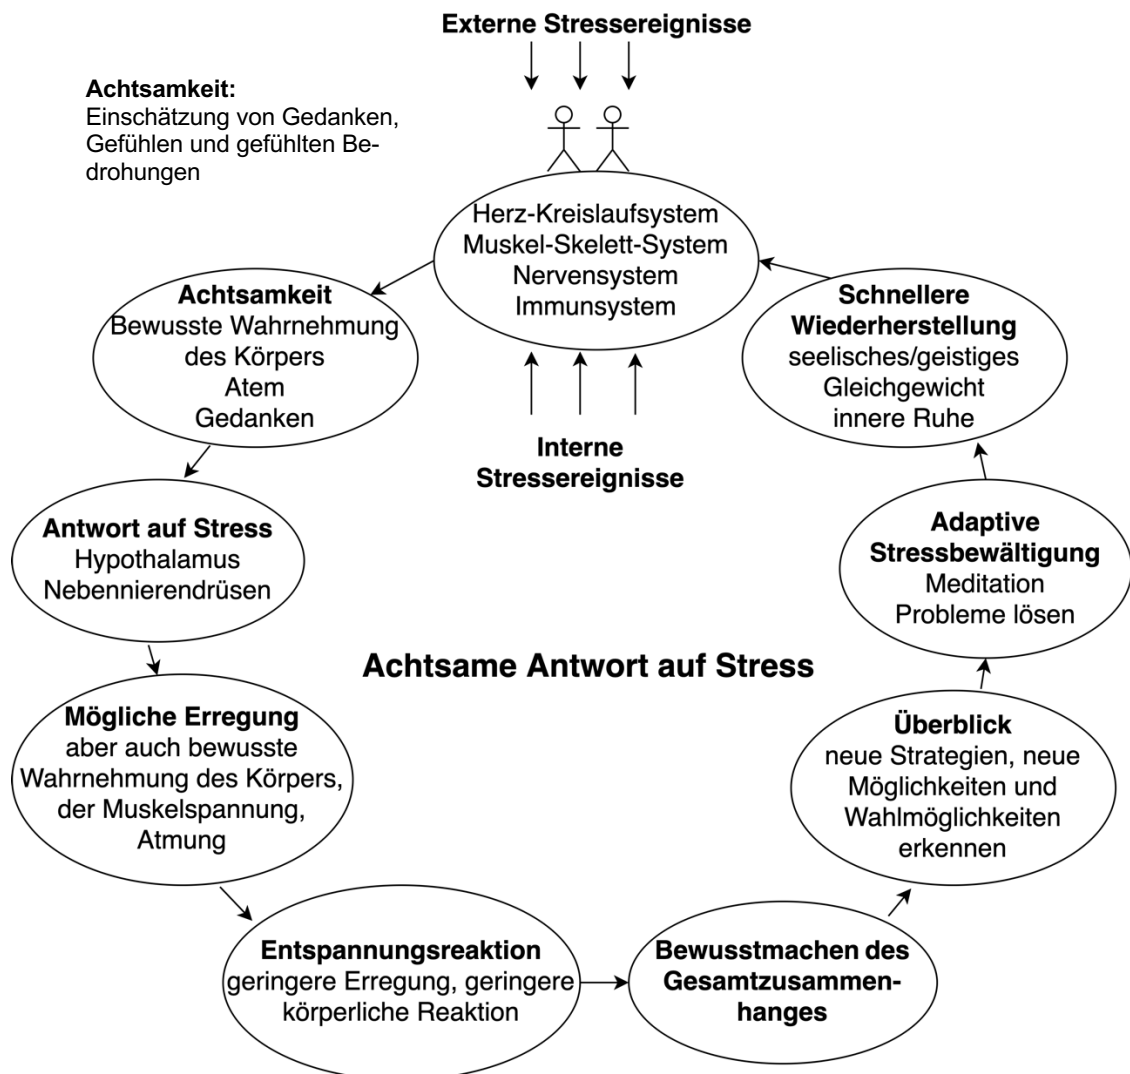 Externe Stressereignisse
Achtsamkeit:
Einschätzung von Gedanken,
Gefühlen und gefühlten Be-
drohungen
Herz-Kreislaufsystem
Muskel-Skelett-System
Nervensystem
Immunsystem
Interne
Stressereignisse
Achtsamkeit
Bewusste Wahrnehmung
des Körpers
Atem
Gedanken
Antwort auf Stress
Hypothalamus
Nebennierendrüsen
Mögliche Erregung
aber auch bewusste
Wahrnehmung des Körpers,
der Muskelspannung,
Atmung
Entspannungsreaktion
geringere Erregung, geringere
körperliche Reaktion
Bewusstmachen des
Gesamtzusammen-
hanges
Überblick
neue Strategien, neue
Möglichkeiten und
Wahlmöglichkeiten
erkennen
Adaptive
Stressbewältigung
Meditation
Probleme lösen
Schnellere
Wiederherstellung
seelisches/geistiges
Gleichgewicht
innere Ruhe
Achtsame Antwort auf Stress